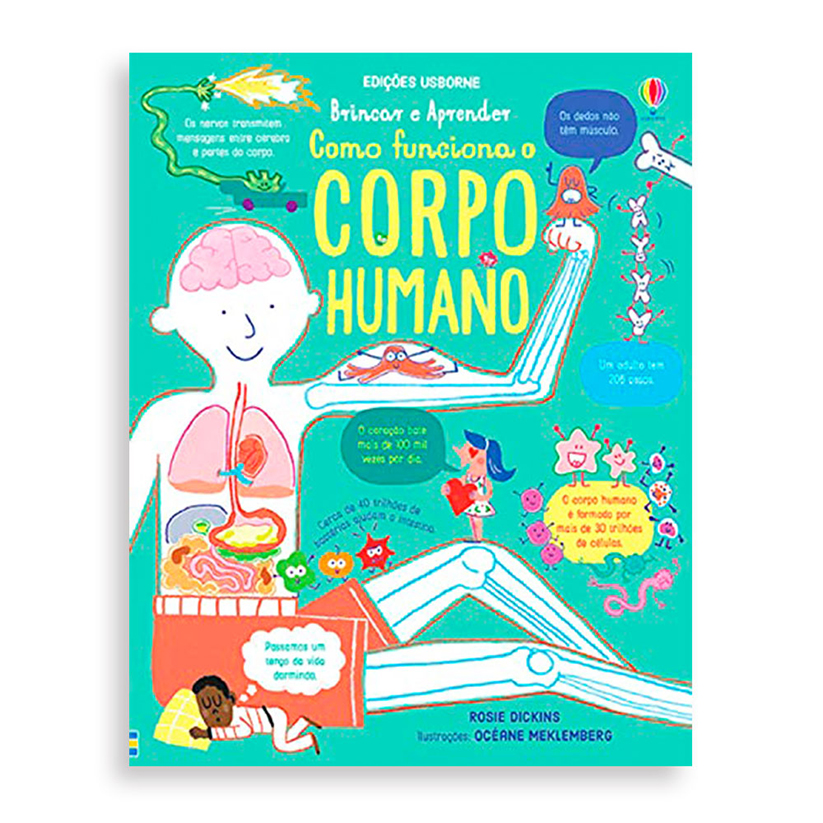 EDIÇÕES USBORNE
Brincar e Aprender
Como funciona o
CORPO
HUMANO
Os nervos transmitem
mensagens entre cérebro
e partes do corpo.
Os dedos não
têm músculo.
Um adulto tem
206 ossos.
O coração bate
mais de 100 mil
vezes por dia.
Cerca de 40 trilhões de
bactérias ajudam o intestino.
O corpo humano
é formado por
mais de 30 trilhões
de células.
Passamos um
terço da vida
dormindo.
ROSIE DICKINS
Ilustrações: OCÉANE MEKLEMBERG